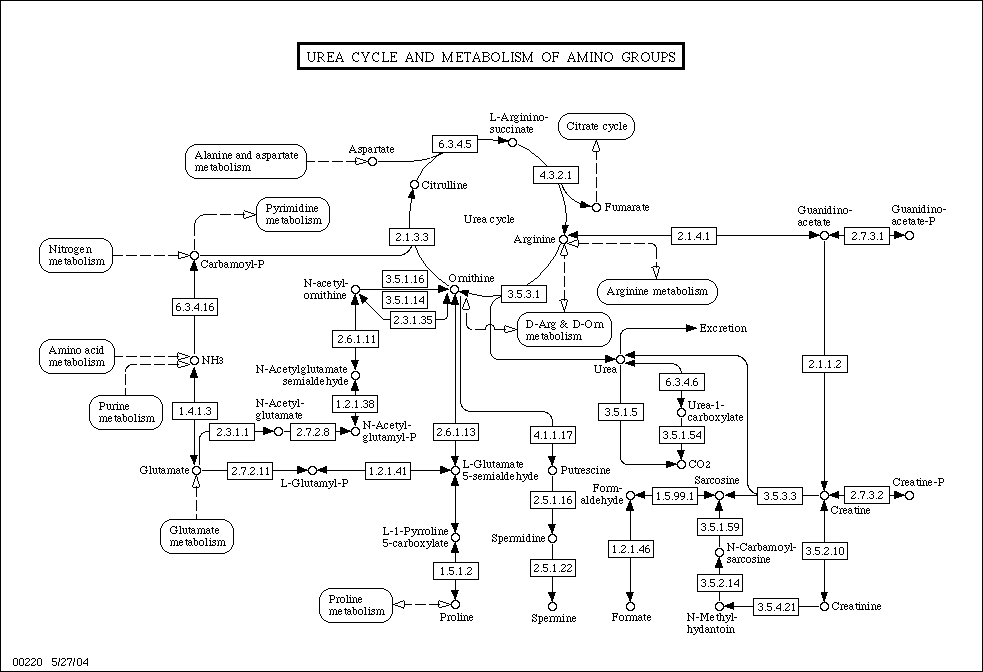 UREA CYCLE AND METABOLISM OF AMINO GROUPS
L-Arginino-
succinate
Citrate cycle
Aspartate
6.3.4.5
Alanine and aspartate
metabolism
4.3.2.1
Citrulline
Fumarate
Pyrimidine
metabolism
Urea cycle
Guanidino-
acetate
Guanidino-
acetate-P
2.1.3.3
Arginine
2.1.4.1
2.7.3.1
Nitrogen
metabolism
Carbamoyl-P
N-acetyl-
ornithine
3.5.1.16
Ornithine
3.5.1.14
3.5.3.1
Arginine metabolism
6.3.4.16
2.3.1.35
D-Arg & D-Orn
metabolism
Excretion
2.6.1.11
Amino acid
metabolism
NH3
Urea
2.1.1.2
N-Acetylglutamate
semialdehyde
6.3.4.6
Purine
metabolism
1.4.1.3
N-Acetyl-
glutamate
1.2.1.38
3.5.1.5
Urea-1-
carboxylate
2.3.1.1
2.7.2.8
N-Acetyl-
glutamyl-P
2.6.1.13
4.1.1.17
3.5.1.54
Glutamate
2.7.2.11
L-Glutamyl-P
1.2.1.41
L-Glutamate
5-semialdehyde
Putrescine
CO2
Form-
aldehyde
1.5.99.1
Sarcosine
3.5.3.3
Creatine
2.7.3.2
Creatine-P
2.5.1.16
Glutamate
metabolism
L-1-Pyrroline
5-carboxylate
Spermidine
1.2.1.46
3.5.1.59
N-Carbamoyl-
sarcosine
3.5.2.10
1.5.1.2
2.5.1.22
3.5.2.14
Proline
metabolism
Proline
Spermine
Formate
N-Methyl-
hydantoin
3.5.4.21
Creatinine
00220 5/27/04